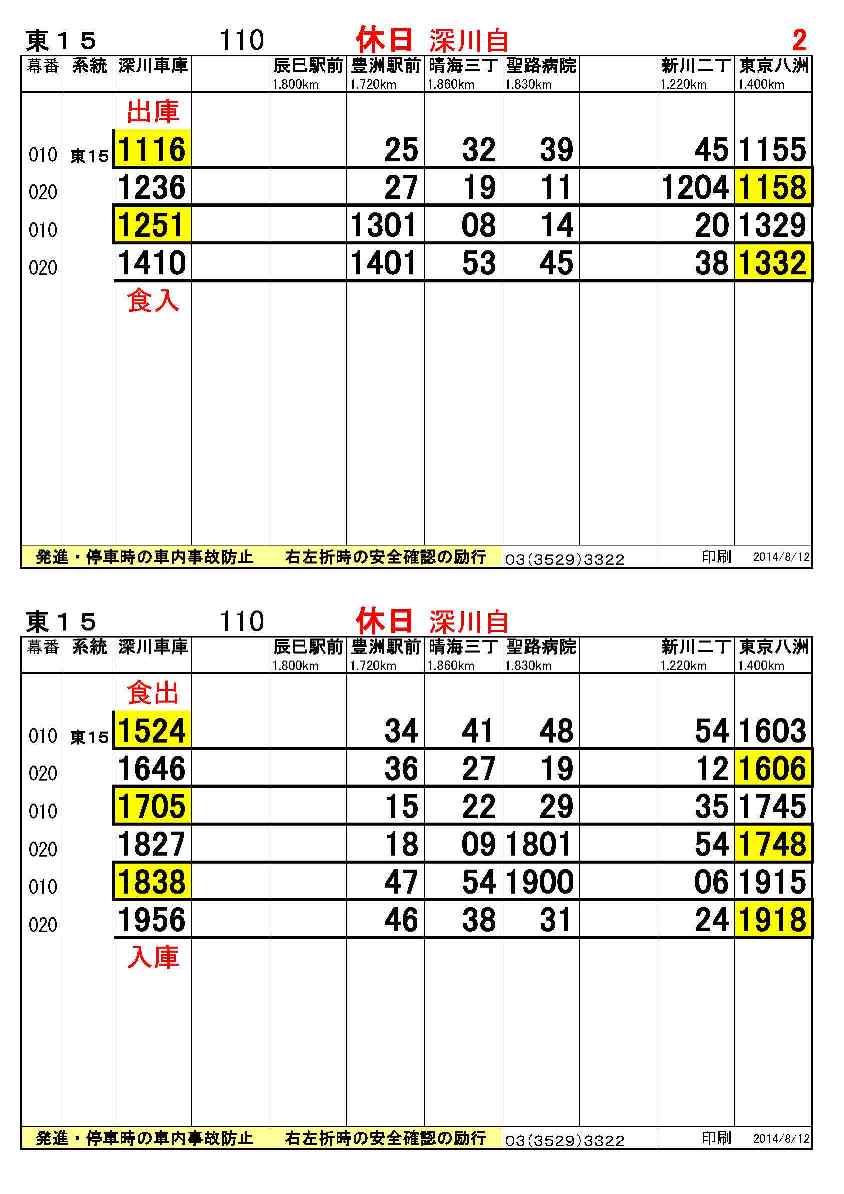 東１５ 110 休日 深川自 2
幕番 系統 深川車庫 辰巳駅前 豊洲駅前 晴海三丁 聖路病院 新川二丁 東京八洲
1.800km 1.720km 1.860km 1.830km 1.220km 1.400km
出庫
010 東15 1116 25 32 39 45 1155
020 1236 27 19 11 1204 1158
010 1251 1301 08 14 20 1329
020 1410 1401 53 45 38 1332
食入
発進・停車時の車内事故防止 右左折時の安全確認の励行 03(3529)3322 印刷 2014/8/12
東１５ 110 休日 深川自
幕番 系統 深川車庫 辰巳駅前 豊洲駅前 晴海三丁 聖路病院 新川二丁 東京八洲
1.800km 1.720km 1.860km 1.830km 1.220km 1.400km
食出
010 東15 1524 34 41 48 54 1603
020 1646 36 27 19 12 1606
010 1705 15 22 29 35 1745
020 1827 18 09 1801 54 1748
010 1838 47 54 1900 06 1915
020 1956 46 38 31 24 1918
入庫
発進・停車時の車内事故防止 右左折時の安全確認の励行 03(3529)3322 印刷 2014/8/12